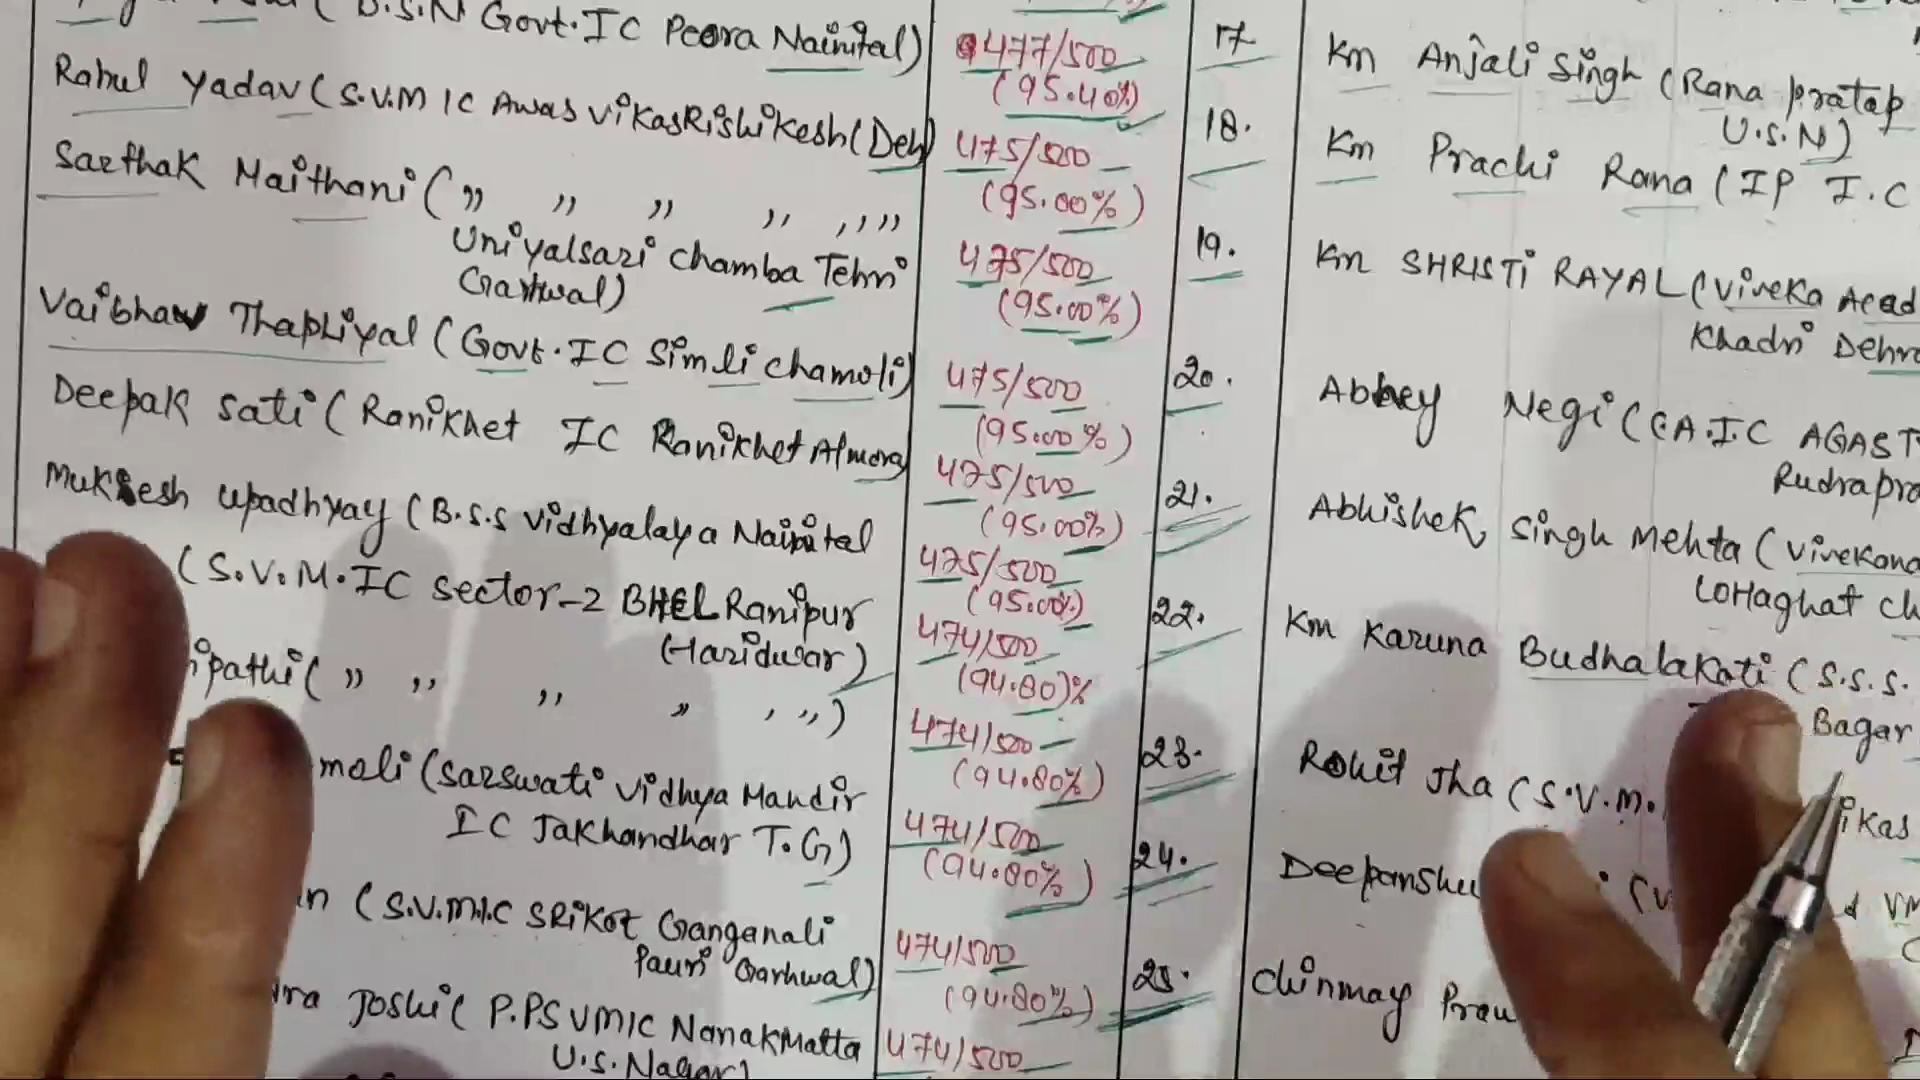 D.S.N Govt. IC Peora Nainital)
477/500
(95.40%)
Rahul Yadav (S.V.M IC Awas vikas Rishikesh (Deh)
475/500
(95.00%)
Sarthak Maithani ( ,, ,, ,, ,, ,, ,,
Uniyalsari chamba Tehri
Garhwal)
475/500
(95.00%)
Vaibhav Thapliyal (Govt. IC Simli chamoli)
475/500
(95.00%)
Deepak Sati (Ranikhet IC Ranikhet Almora)
475/500
(95.00%)
Mukesh Upadhyay (B.S.S vidhyalaya Nainital
475/500
(95.00%)
(S.V.M.IC sector-2 BHEL Ranipur
(Haridwar)
474/500
(94.80)%
ipathi ( ,, ,, ,, ,, , ,,)
474/500
(94.80%)
moli (Sarswati Vidhya Mandir
IC Jakhandhar T.G)
474/500
(94.80%)
(S.V.M.I.C SRIKOT Ganganali
Pauri Garhwal)
474/500
(94.80%)
Joshi ( P.P S V M I C Nanakmatta
U.S. Nagar)
474/500
17
Km Anjali Singh (Rana pratap
U.S.N)
18.
Km Prachi Rana (IP I.C
19.
Km SHRISTI RAYAL (Viveka Acad
Khadri Dehr
20.
Abhey Negi (C.A.I.C AGAST
Rudrapra
21.
Abhishek Singh Mehta (Vivekana
LOHaghat Ch
22.
Km Karuna Budhalakoti (S.S.S.
Bagar
23.
Rohit Jha (S.V.M.
ikas
24.
Deepanshu
VM
25.
Chinmay